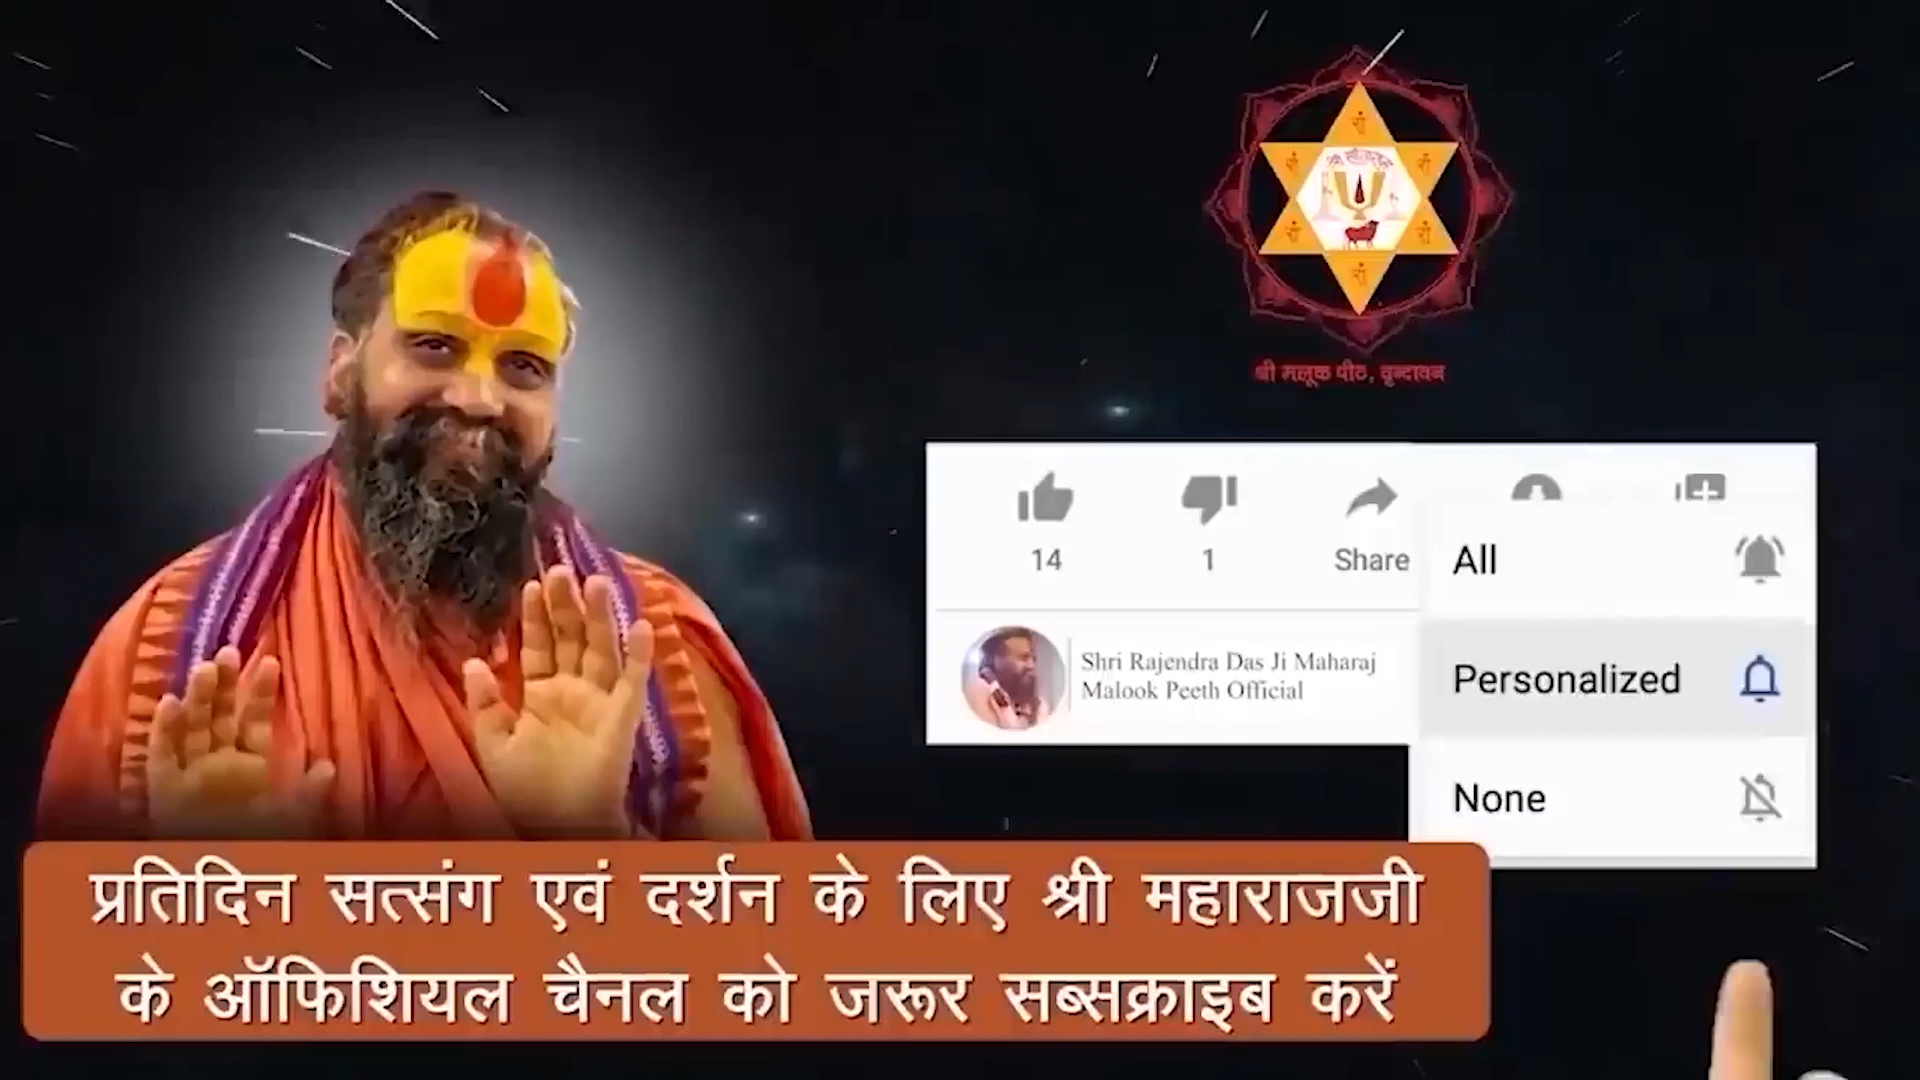 रां
रां
रां
श्री सीताराम
रां
रां
रां
श्री मलूक पीठ, वृन्दावन
14
1
Share
All
Shri Rajendra Das Ji Maharaj
Malook Peeth Official
Personalized
None
प्रतिदिन सत्संग एवं दर्शन के लिए श्री महाराजजी
के ऑफिशियल चैनल को जरूर सब्सक्राइब करें